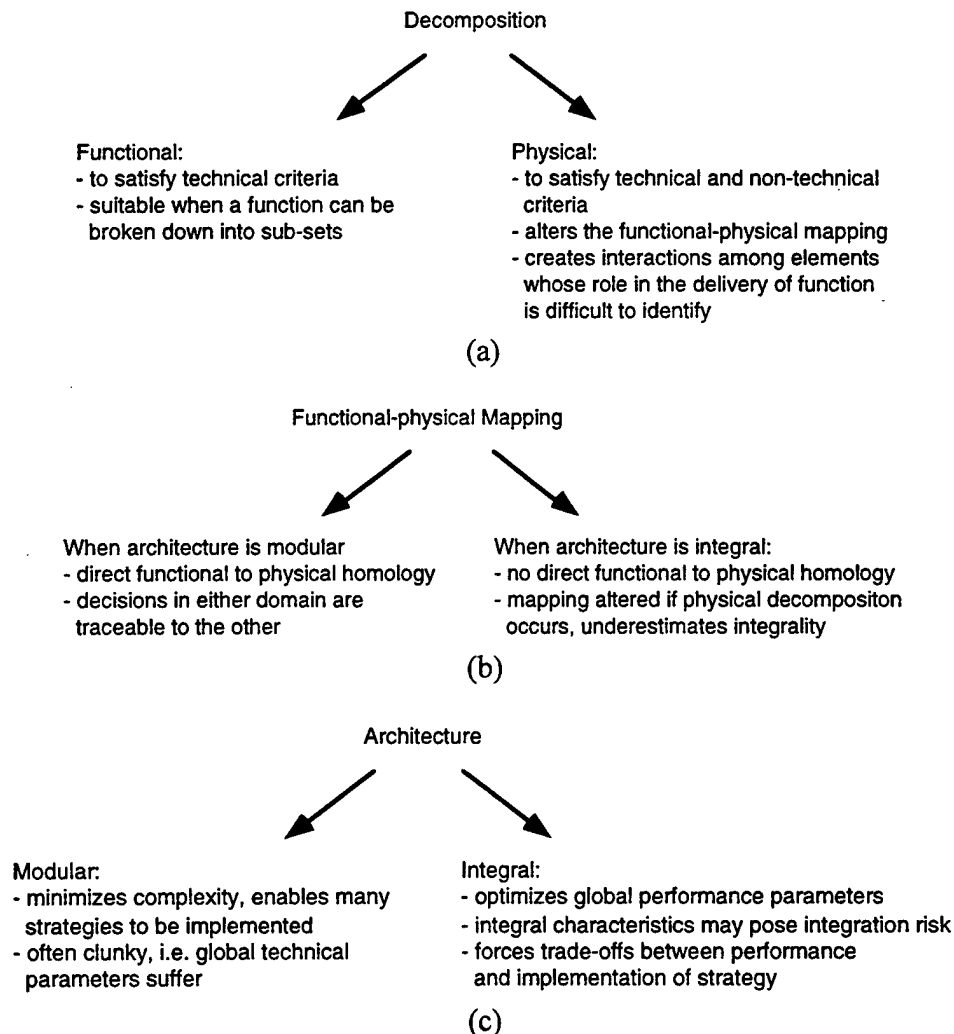 Decomposition
Functional:
- to satisfy technical criteria
- suitable when a function can be
broken down into sub-sets
Physical:
- to satisfy technical and non-technical
criteria
- alters the functional-physical mapping
- creates interactions among elements
whose role in the delivery of function
is difficult to identify
(a)
Functional-physical Mapping
When architecture is modular
- direct functional to physical homology
- decisions in either domain are
traceable to the other
When architecture is integral:
- no direct functional to physical homology
- mapping altered if physical decompositon
occurs, underestimates integrality
(b)
Architecture
Modular:
- minimizes complexity, enables many
strategies to be implemented
- often clunky, i.e. global technical
parameters suffer
Integral:
- optimizes global performance parameters
- integral characteristics may pose integration risk
- forces trade-offs between performance
and implementation of strategy
(c)